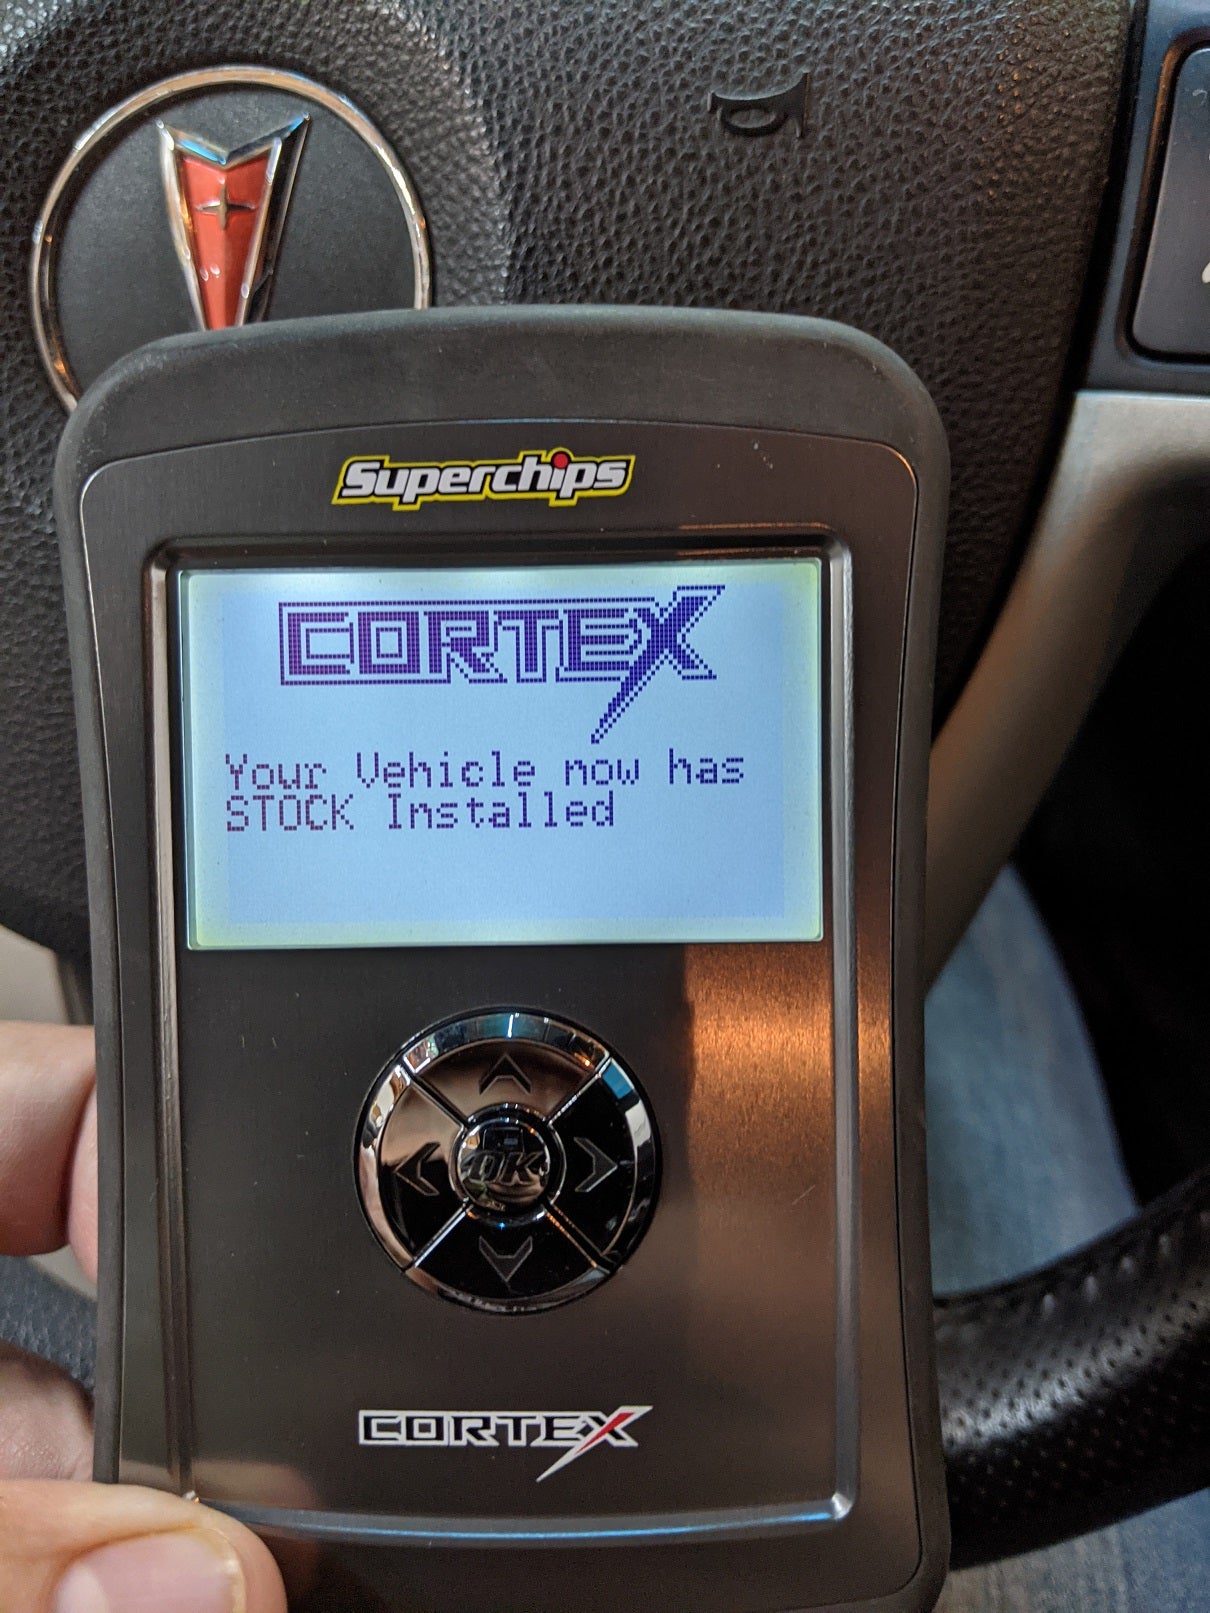 Superchips
CORTEX
Your Vehicle now has
STOCK Installed
OK
CORTEX